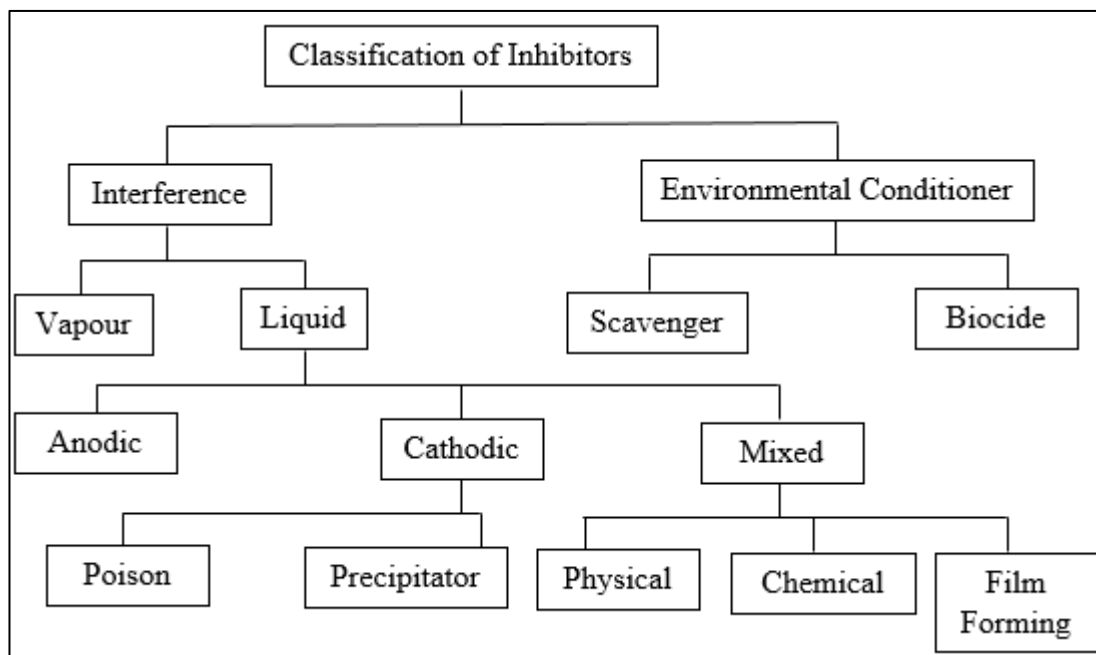 Classification of Inhibitors
Interference
Environmental Conditioner
Vapour
Liquid
Scavenger
Biocide
Anodic
Cathodic
Mixed
Poison
Precipitator
Physical
Chemical
Film
Forming